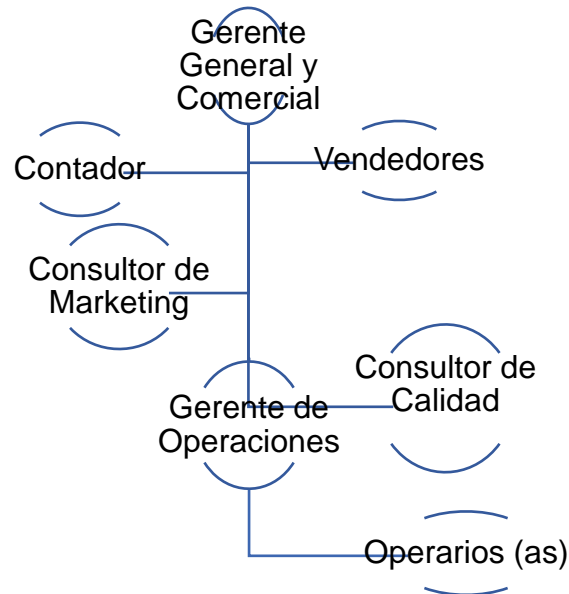 Gerente
General y
Comercial
Contador
Vendedores
Consultor de
Marketing
Consultor de
Calidad
Gerente de
Operaciones
Operarios (as)